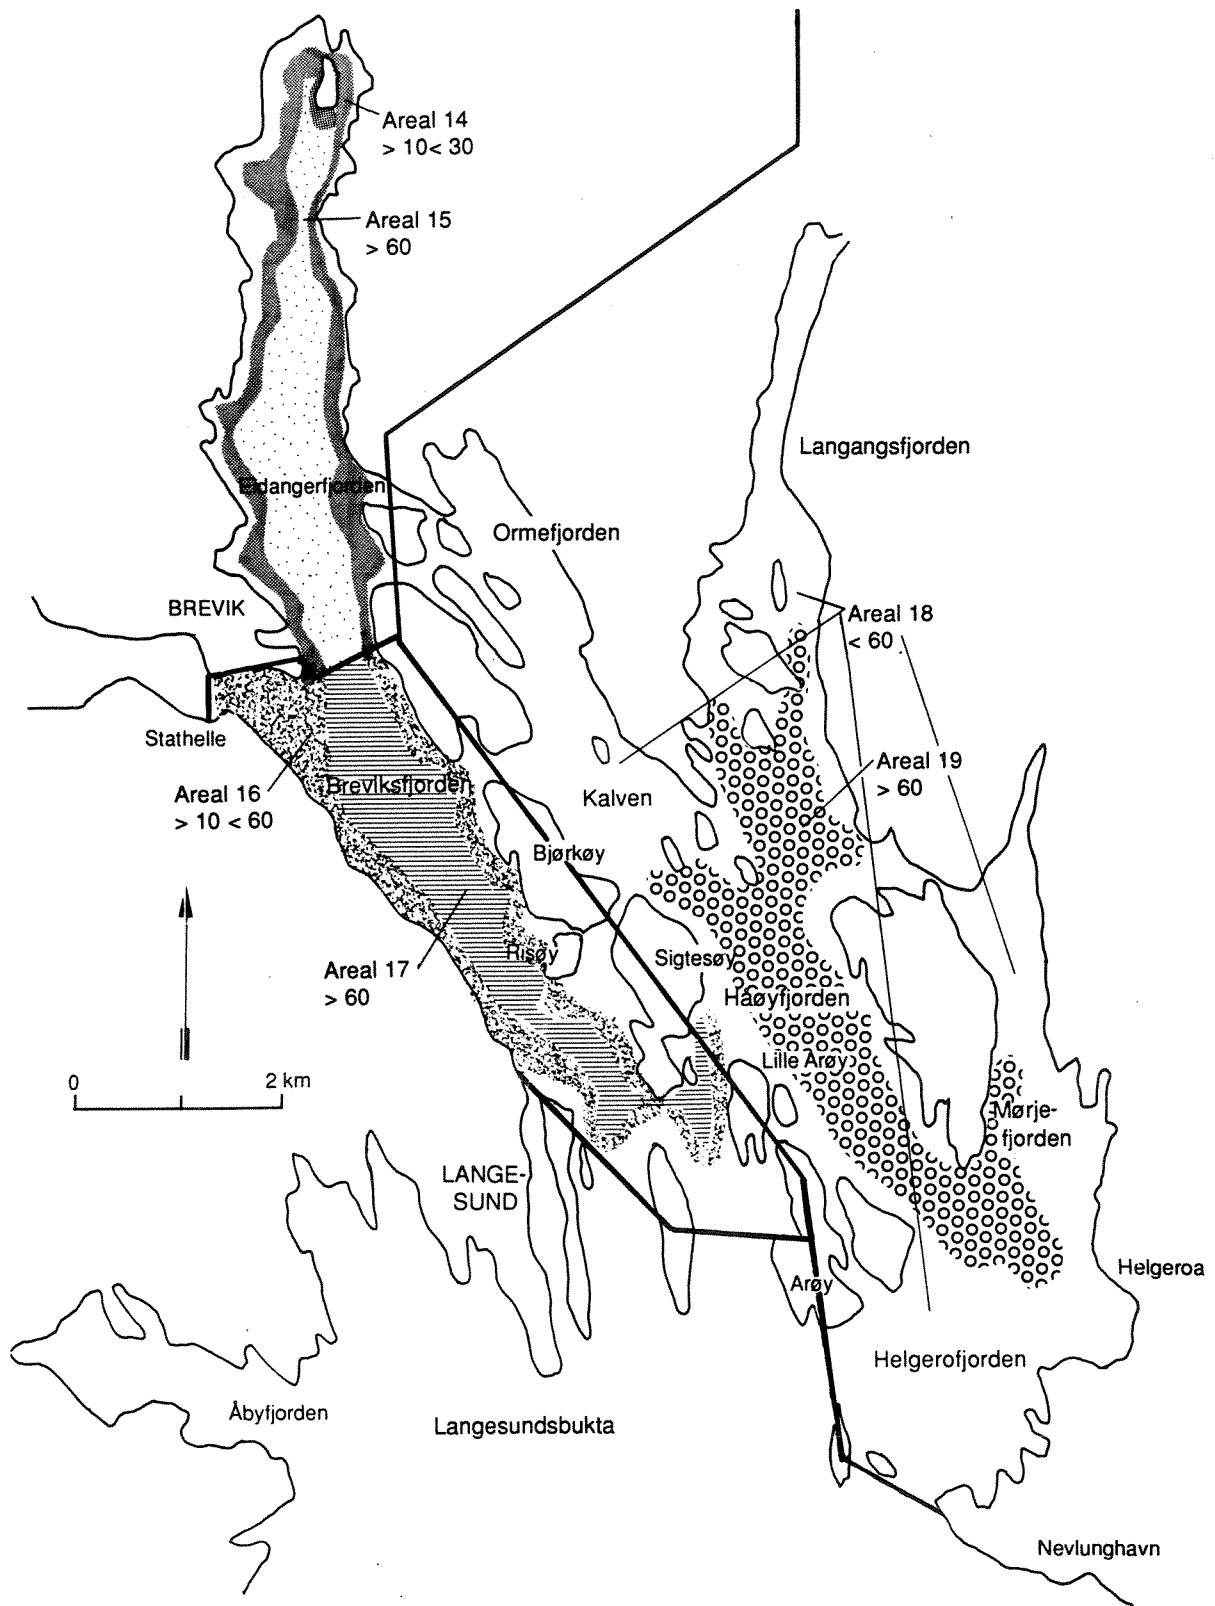 Areal 14
> 10< 30
Areal 15
> 60
Langangsfjorden
Eidangerfjorden
Ormefjorden
BREVIK
Areal 18
< 60
Stathelle
Areal 19
> 60
Areal 16
> 10 < 60
Breviksfjorden
Kalven
Bjørkøy
Risøy
Sigtesøy
Areal 17
> 60
Håøyfjorden
Lille Arøy
0
2 km
Mørje-
fjorden
LANGE-
SUND
Helgeroa
Arøy
Helgerofjorden
Åbyfjorden
Langesundsbukta
Nevlunghavn